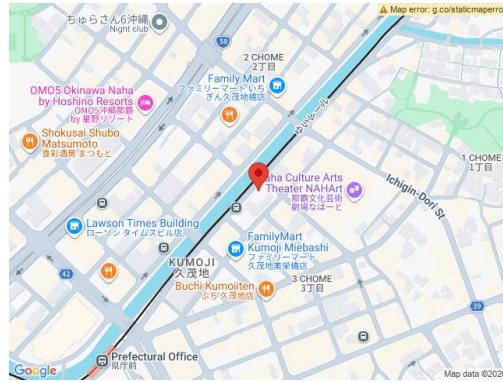 Map error: g.co/staticmaperro
ちゅらさん6沖縄
Night club
58
2 CHOME
2丁目
Family Mart
ファミリーマート いち
ぎん久茂地橋店
OMO5 Okinawa Naha
by Hoshino Resorts
OMO5沖縄那覇
by 星野リゾート
ゆいレール
Shokusai Shubo
Matsumoto
食彩酒房 まつもと
1 CHOME
1丁目
aha Culture Arts
Theater NAHArt
那覇文化芸術
劇場なはーと
Ichigin-Dori St
Lawson Times Building
ローソン タイムスビル店
FamilyMart
Kumoji Miebashi
ファミリーマート
久茂地美栄橋店
KUMOJI
久茂地
42
3 CHOME
3丁目
Buchi Kumojiten
ぶち 久茂地店
39
Prefectural Office
県庁前
Google
Map data ©202